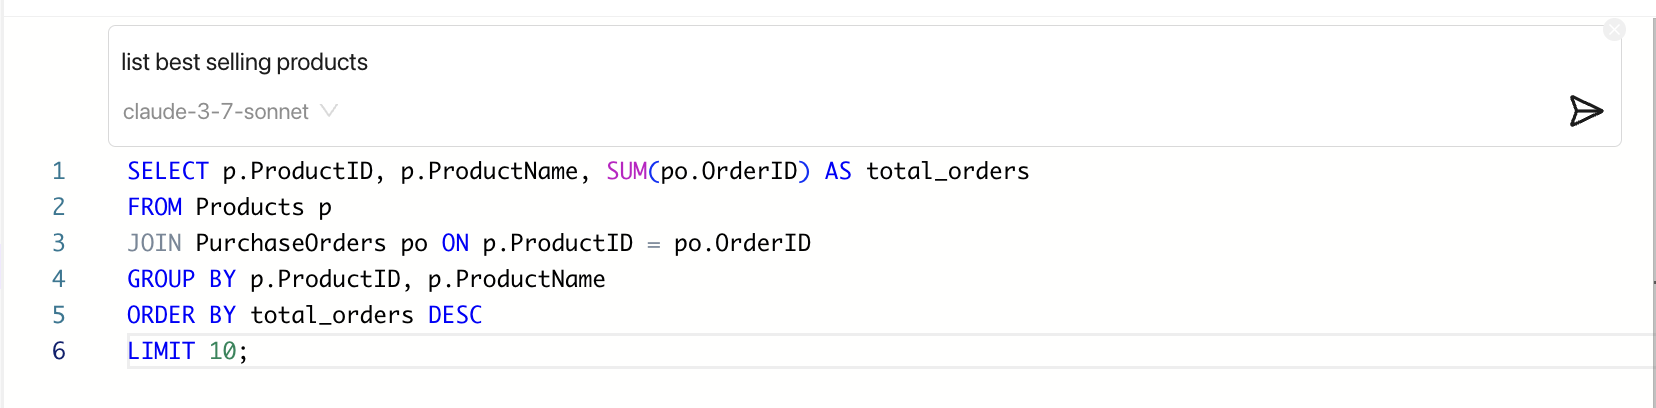 list best selling products
claude-3-7-sonnet
1 SELECT p.ProductID, p.ProductName, SUM(po.OrderID) AS total_orders
2 FROM Products p
3 JOIN PurchaseOrders po ON p.ProductID = po.OrderID
4 GROUP BY p.ProductID, p.ProductName
5 ORDER BY total_orders DESC
6 LIMIT 10;